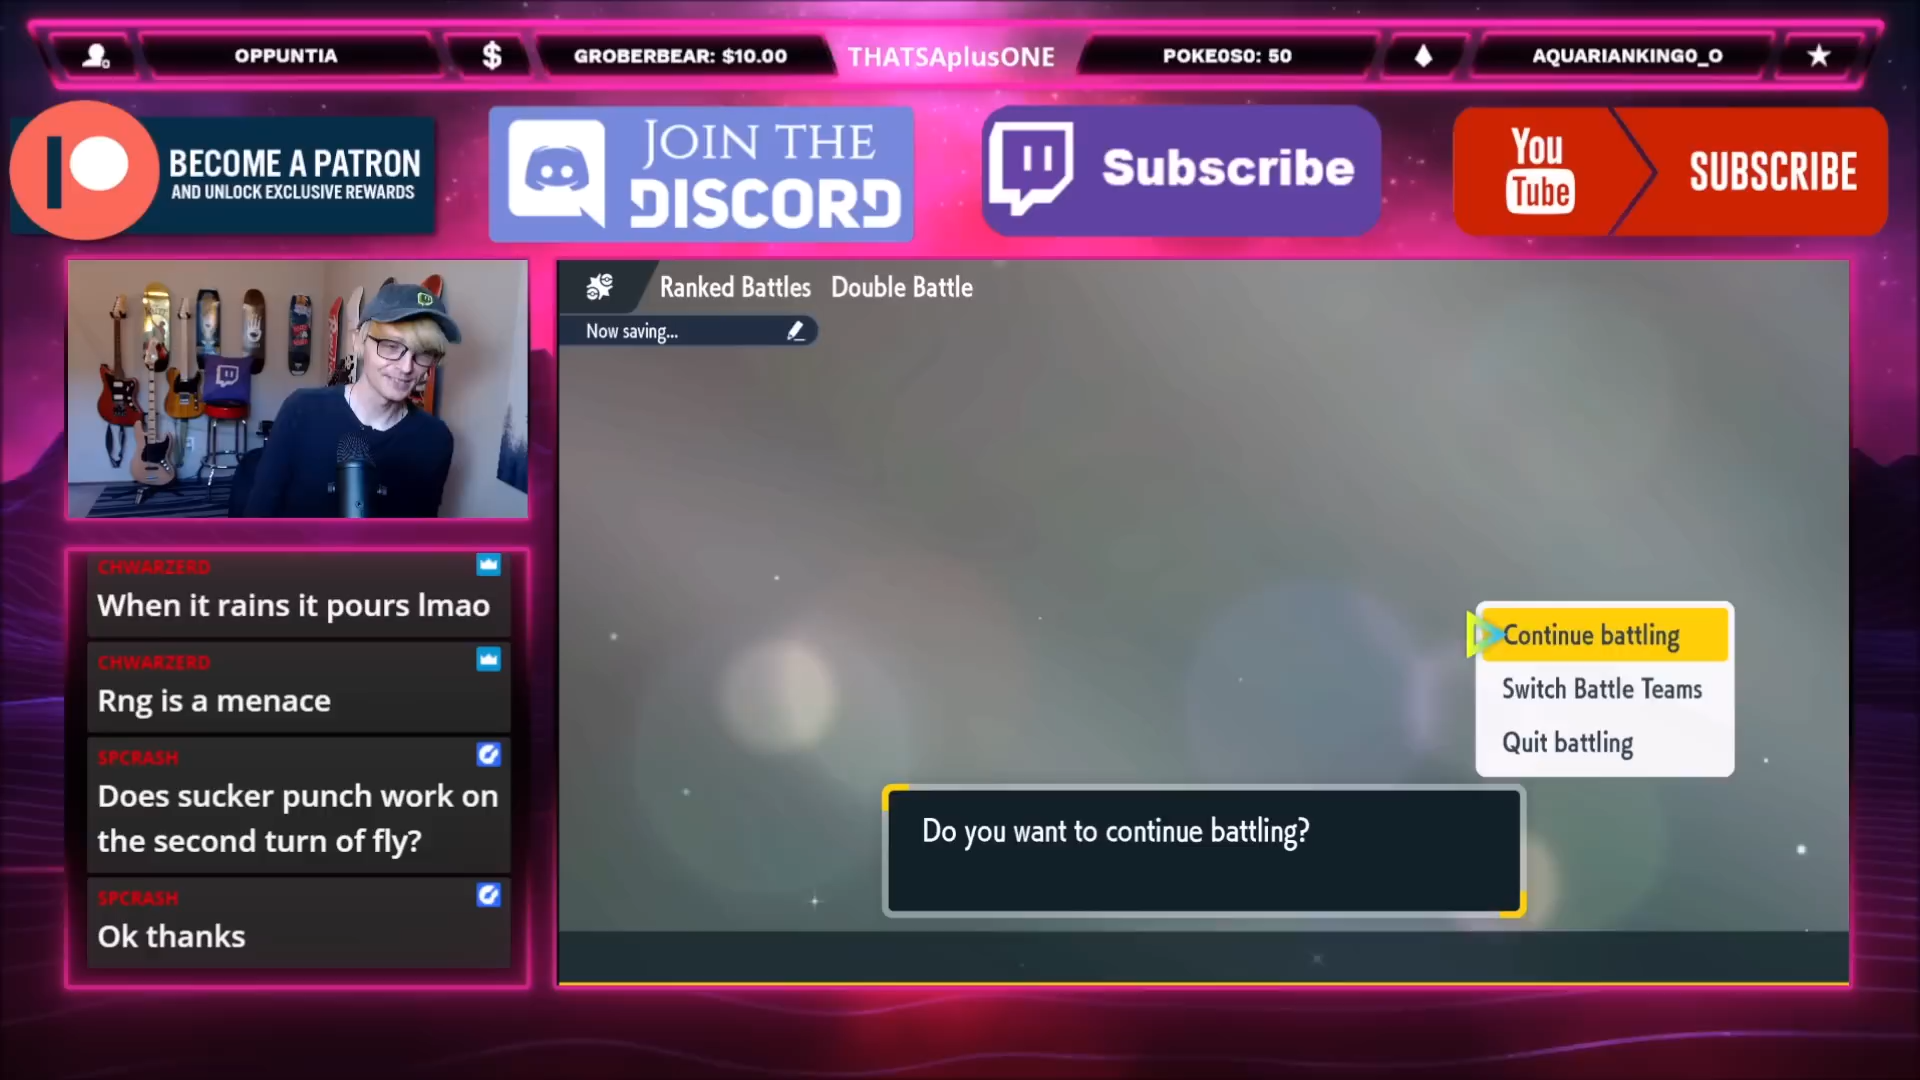 OPPUNTIA
$
GROBERBEAR: $10.00
THATSAplusONE
POKE0S0: 50
AQUARIANKING0_O
BECOME A PATRON
AND UNLOCK EXCLUSIVE REWARDS
JOIN THE
DISCORD
Subscribe
You
Tube
SUBSCRIBE
Ranked Battles Double Battle
Now saving...
CHWARZERD
When it rains it pours lmao
CHWARZERD
Rng is a menace
SPCRASH
Does sucker punch work on
the second turn of fly?
SPCRASH
Ok thanks
Continue battling
Switch Battle Teams
Quit battling
Do you want to continue battling?